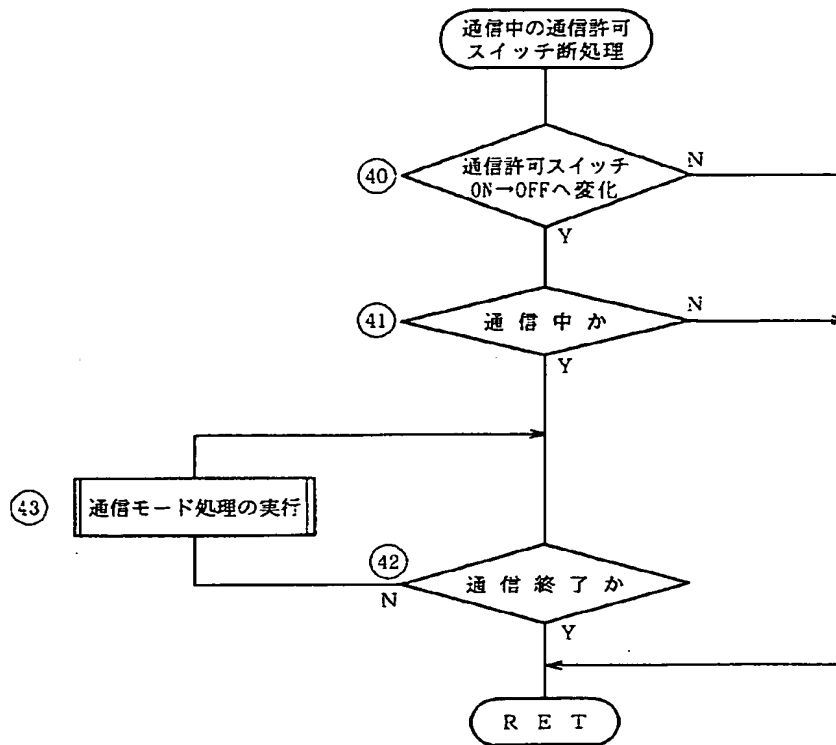 通信中の通信許可
スイッチ断処理
40
通信許可スイッチ
ON→OFFへ変化
N
Y
41
通信中か
N
Y
43
通信モード処理の実行
42
通信終了か
N
Y
RET